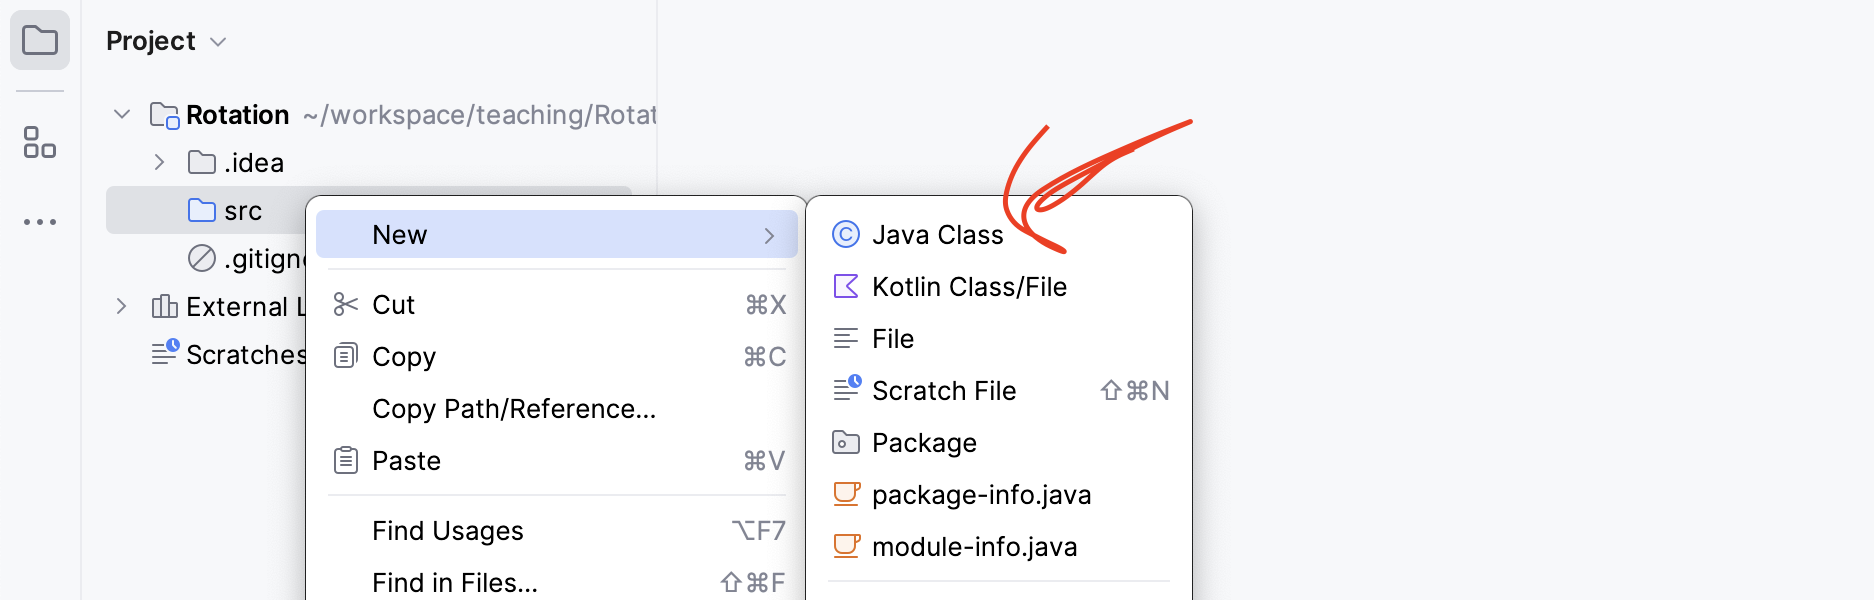 Project
Rotation ~/workspace/teaching/Rotat
.idea
src
.gitign
External L
Scratches
New
Cut ⌘X
Copy ⌘C
Copy Path/Reference...
Paste ⌘V
Find Usages ⌥F7
Find in Files... ⇧⌘F
Java Class
Kotlin Class/File
File
Scratch File ⇧⌘N
Package
package-info.java
module-info.java